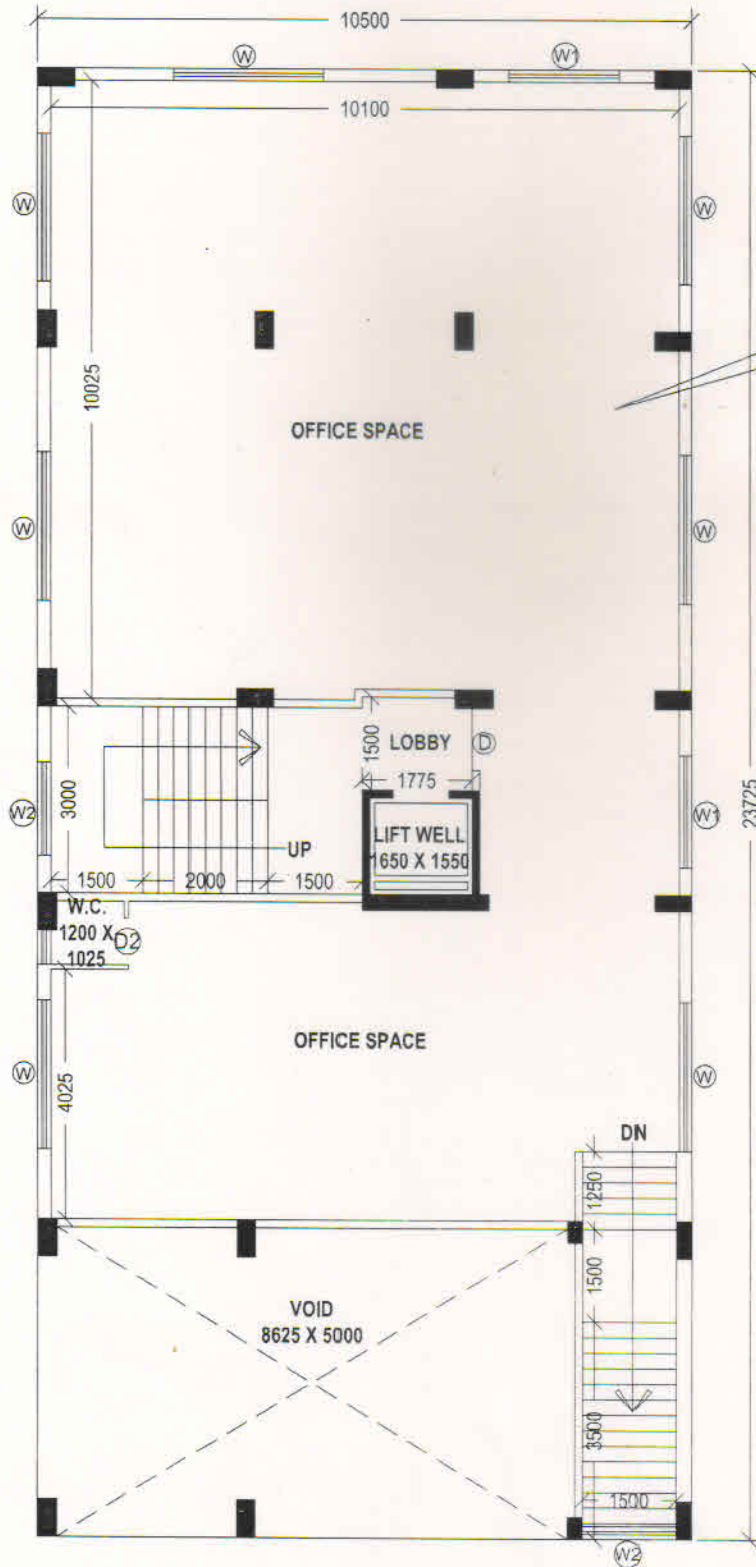 10500
W
W1
10100
W
W
10025
OFFICE SPACE
W
W
LOBBY
D
1500
1775
3000
W2
W1
23725
LIFT WELL
1650 X 1550
UP
1500
2000
1500
W.C.
1200 X
1025
D2
OFFICE SPACE
W
W
4025
DN
1250
1500
VOID
8625 X 5000
3500
1500
W2